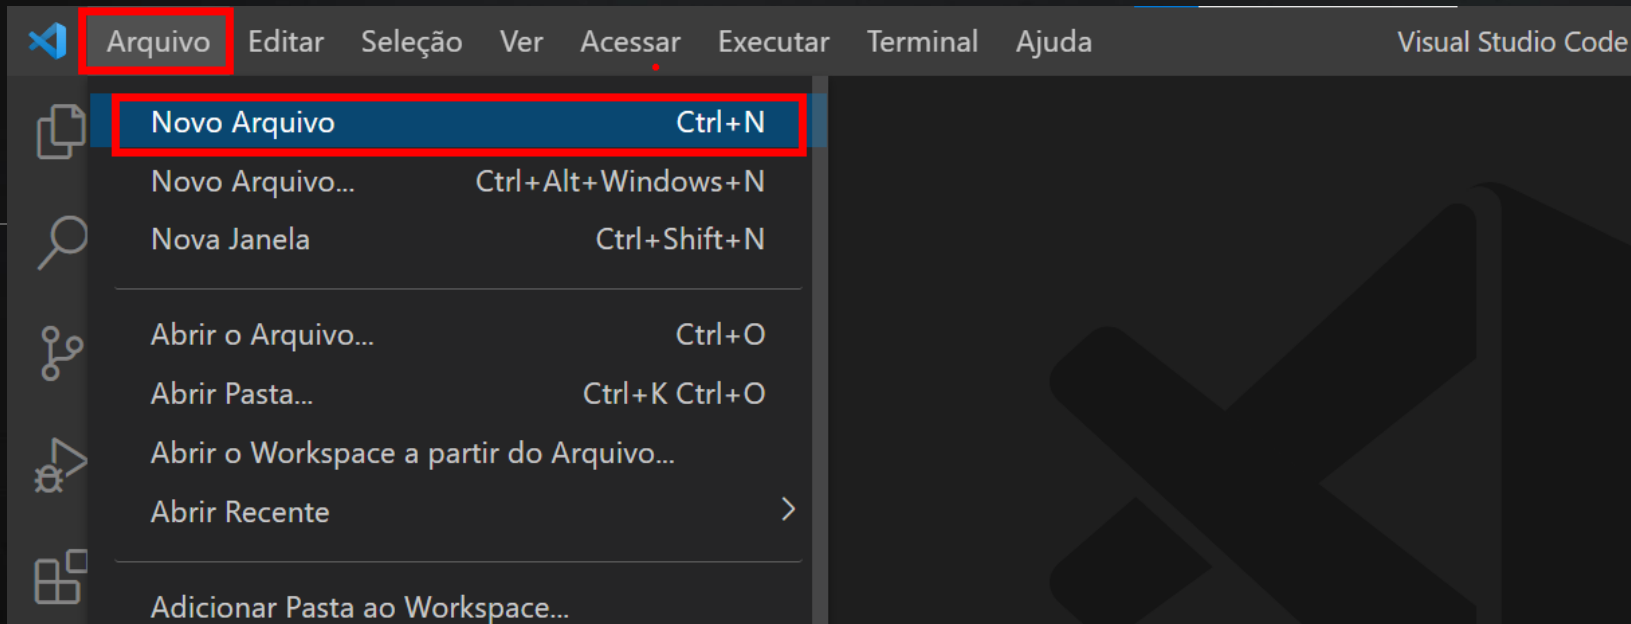 Arquivo Editar Seleção Ver Acessar Executar Terminal Ajuda Visual Studio Code
Novo Arquivo Ctrl+N
Novo Arquivo... Ctrl+Alt+Windows+N
Nova Janela Ctrl+Shift+N
Abrir o Arquivo... Ctrl+O
Abrir Pasta... Ctrl+K Ctrl+O
Abrir o Workspace a partir do Arquivo...
Abrir Recente
Adicionar Pasta ao Workspace...